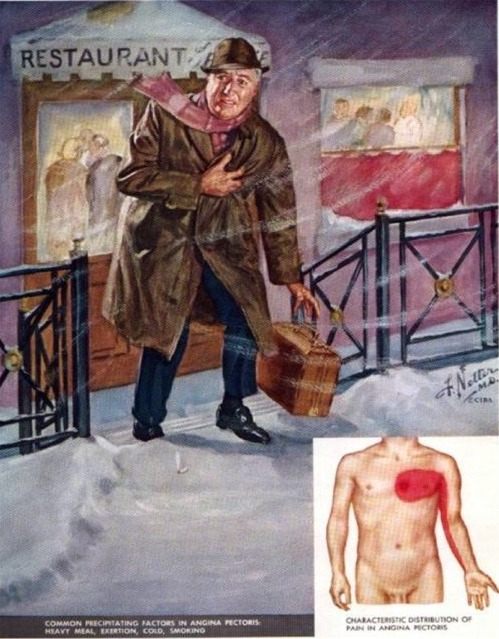 RESTAURANT
F. Netter
M.D.
©CIBA
COMMON PRECIPITATING FACTORS IN ANGINA PECTORIS:
HEAVY MEAL, EXERTION, COLD, SMOKING
CHARACTERISTIC DISTRIBUTION OF
PAIN IN ANGINA PECTORIS